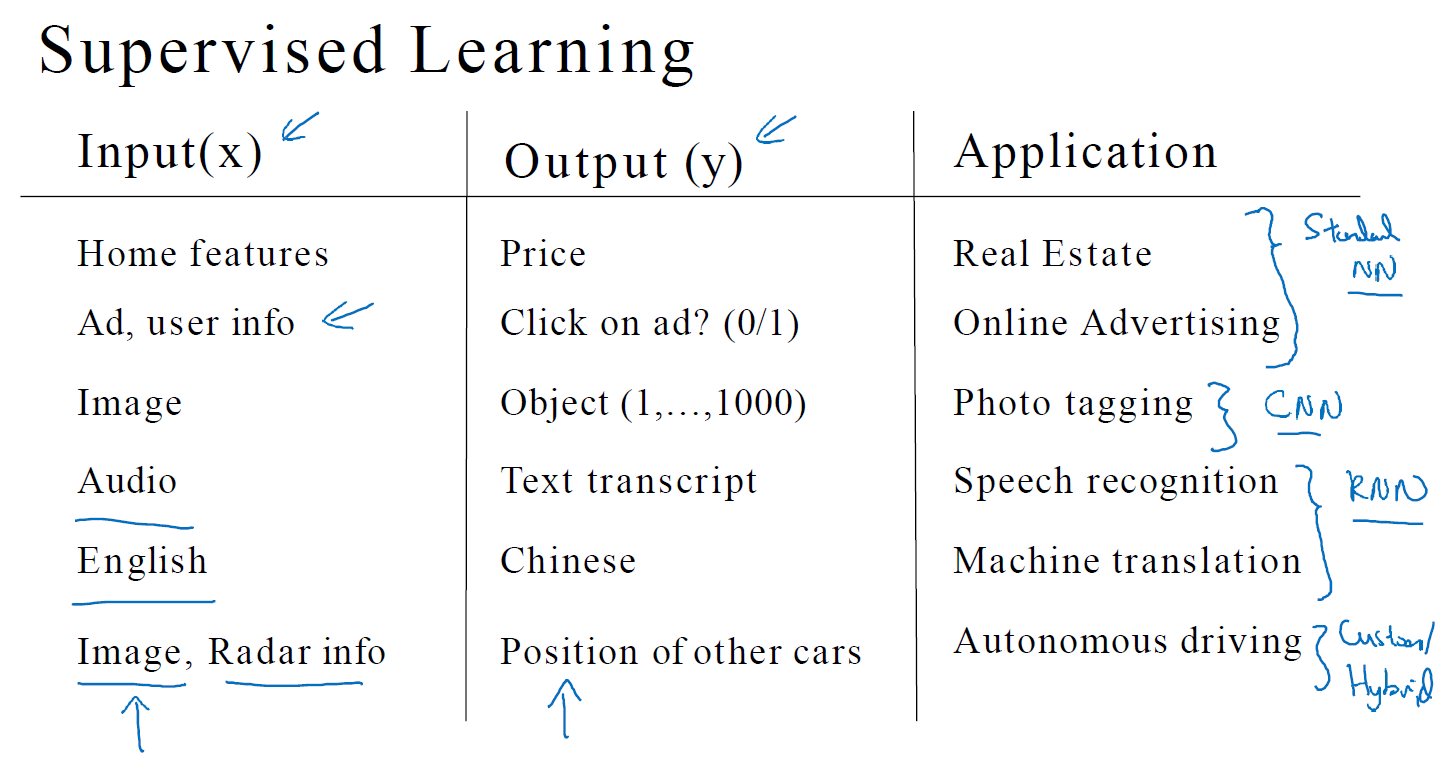 Supervised Learning
Input(x) Output (y) Application
Home features Price Real Estate Standard
NN
Ad, user info Click on ad? (0/1) Online Advertising
Image Object (1,…,1000) Photo tagging CNN
Audio Text transcript Speech recognition RNN
English Chinese Machine translation
Image, Radar info Position of other cars Autonomous driving Custom/
Hybrid